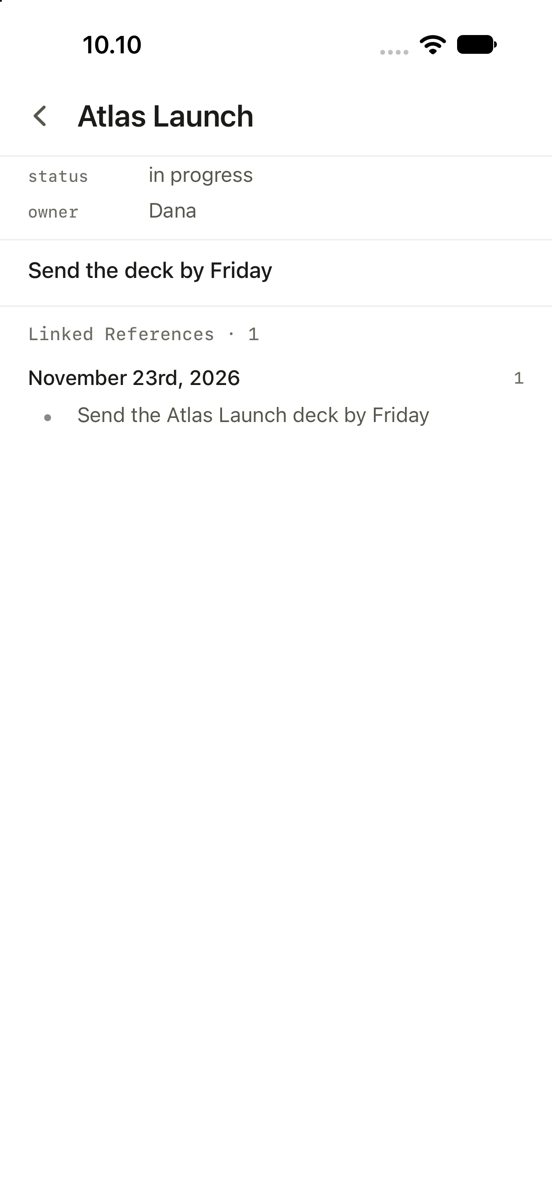 10.10
Atlas Launch
status in progress
owner Dana
Send the deck by Friday
Linked References · 1
November 23rd, 2026 1
Send the Atlas Launch deck by Friday